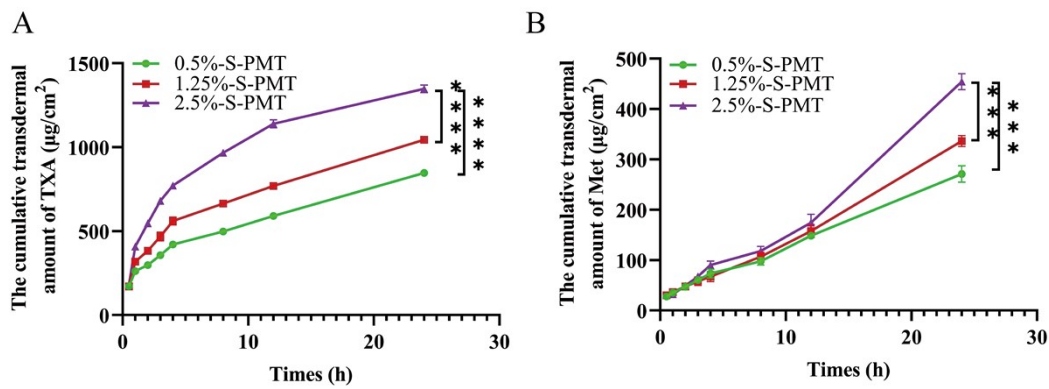 A
The cumulative transdermal
amount of TXA (μg/cm²)
0.5%-S-PMT
1.25%-S-PMT
2.5%-S-PMT
1500
1000
500
0
0
10
20
30
Times (h)
****
****
B
The cumulative transdermal
amount of Met (μg/cm²)
0.5%-S-PMT
1.25%-S-PMT
2.5%-S-PMT
500
400
300
200
100
0
0
10
20
30
Times (h)
***
***